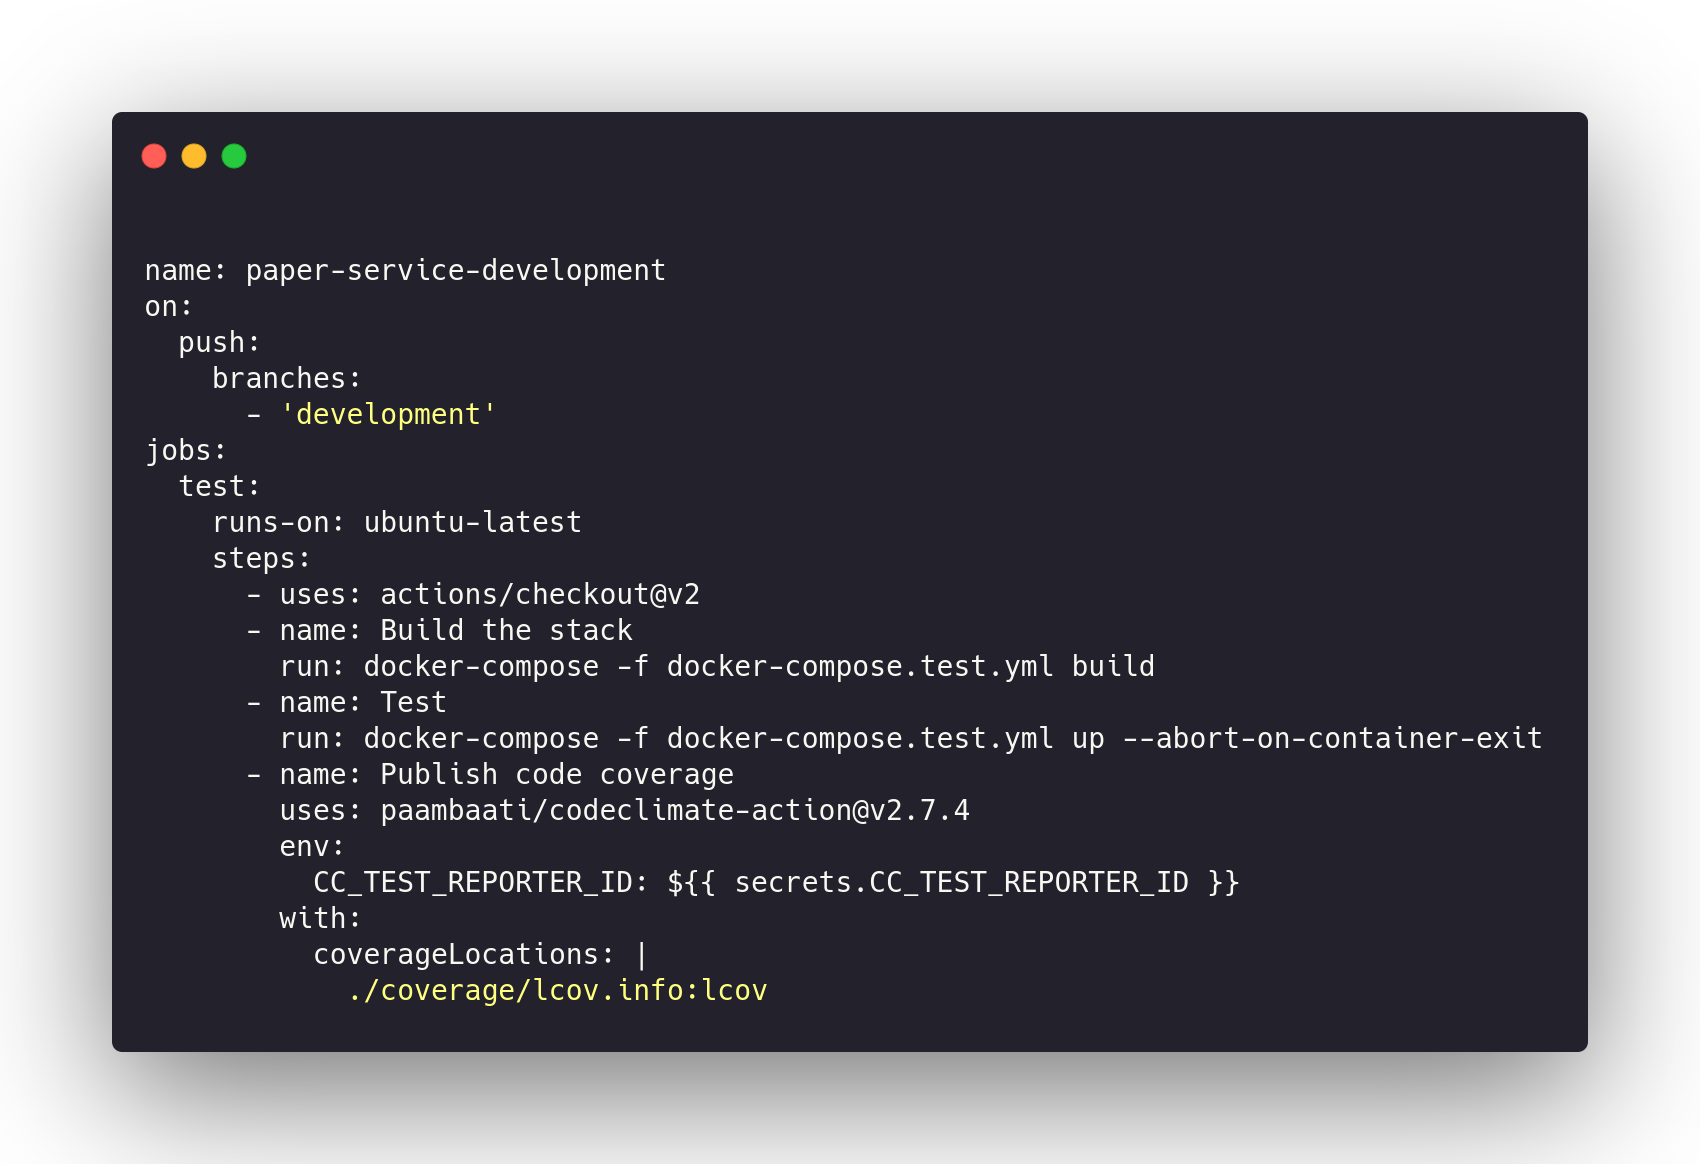 name: paper-service-development
on:
  push:
    branches:
      - 'development'
jobs:
  test:
    runs-on: ubuntu-latest
    steps:
      - uses: actions/checkout@v2
      - name: Build the stack
        run: docker-compose -f docker-compose.test.yml build
      - name: Test
        run: docker-compose -f docker-compose.test.yml up --abort-on-container-exit
      - name: Publish code coverage
        uses: paambaati/codeclimate-action@v2.7.4
        env:
          CC_TEST_REPORTER_ID: ${{ secrets.CC_TEST_REPORTER_ID }}
        with:
          coverageLocations: |
            ./coverage/lcov.info:lcov